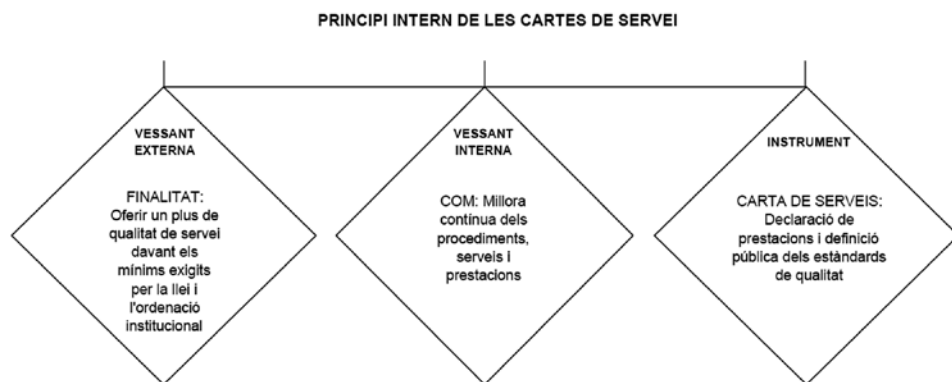 PRINCIPI INTERN DE LES CARTES DE SERVEI
VESSANT
EXTERNA
FINALITAT:
Oferir un plus de
qualitat de servei
davant els
mínims exigits
per la llei i
l'ordenació
institucional
VESSANT
INTERNA
COM: Millora
contínua dels
procediments,
serveis i
prestacions
INSTRUMENT
CARTA DE SERVEIS:
Declaració de
prestacions i definició
pública dels estàndards
de qualitat